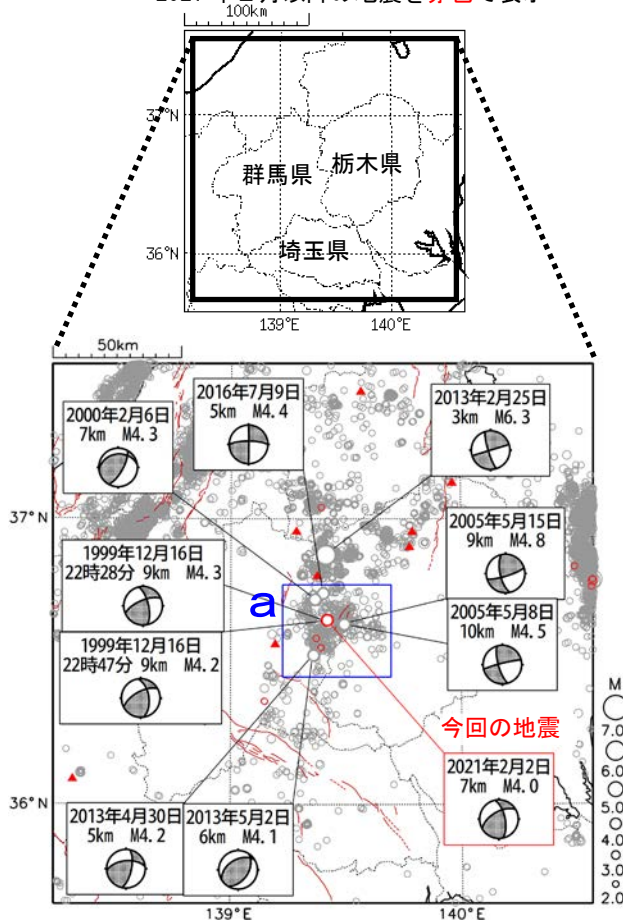 100km
37°N
群馬県
栃木県
36°N
埼玉県
139°E
140°E
50km
2000年2月6日
7km M4.3
2016年7月9日
5km M4.4
2013年2月25日
3km M6.3
37°N
2005年5月15日
9km M4.8
1999年12月16日
22時28分 9km M4.3
a
2005年5月8日
10km M4.5
1999年12月16日
22時47分 9km M4.2
今回の地震
2021年2月2日
7km M4.0
M
7.0
6.0
5.0
4.0
3.0
2.0
36°N
2013年4月30日
5km M4.2
2013年5月2日
6km M4.1
139°E
140°E